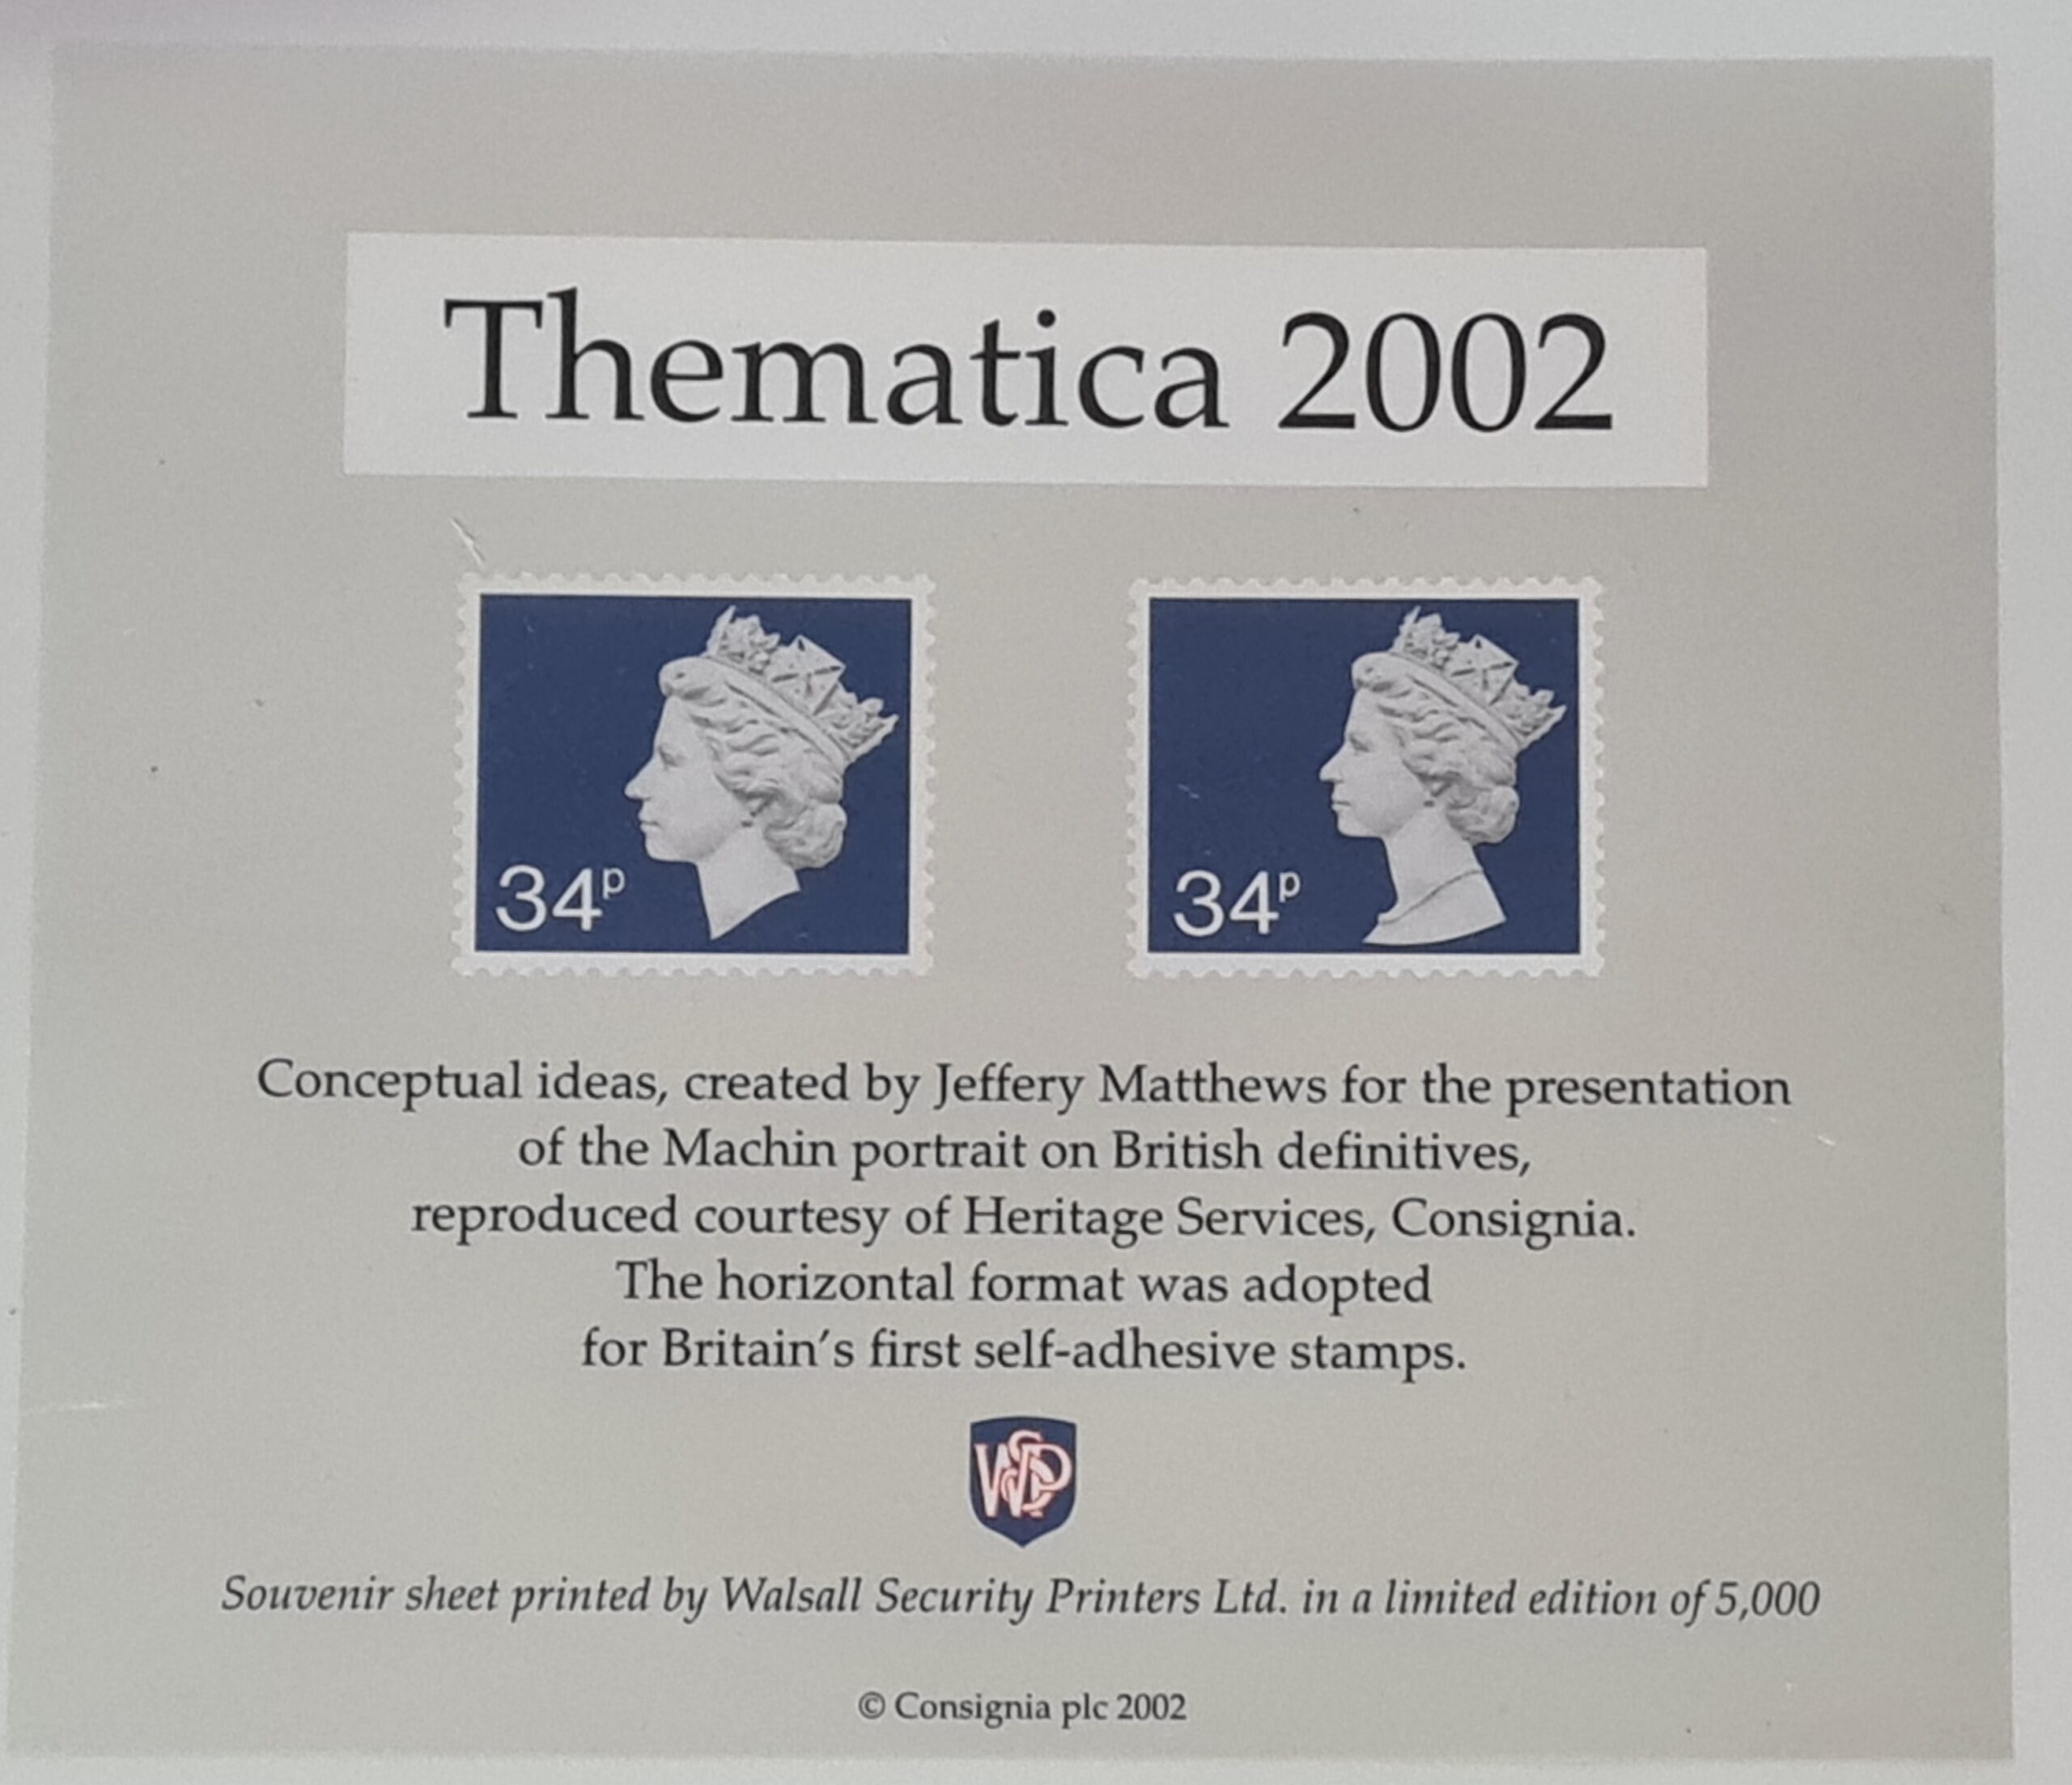 Thematica 2002
34p 34p
Conceptual ideas, created by Jeffery Matthews for the presentation
of the Machin portrait on British definitives,
reproduced courtesy of Heritage Services, Consignia.
The horizontal format was adopted
for Britain's first self-adhesive stamps.
WSP
Souvenir sheet printed by Walsall Security Printers Ltd. in a limited edition of 5,000
© Consignia plc 2002